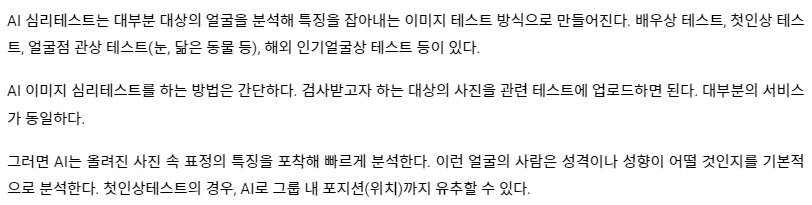 AI 심리테스트는 대부분 대상의 얼굴을 분석해 특징을 잡아내는 이미지 테스트 방식으로 만들어진다. 배우상 테스트, 첫인상 테스
트, 얼굴점 관상 테스트(눈, 닮은 동물 등), 해외 인기얼굴상 테스트 등이 있다.
AI 이미지 심리테스트를 하는 방법은 간단하다. 검사받고자 하는 대상의 사진을 관련 테스트에 업로드하면 된다. 대부분의 서비스
가 동일하다.
그러면 AI는 올려진 사진 속 표정의 특징을 포착해 빠르게 분석한다. 이런 얼굴의 사람은 성격이나 성향이 어떨 것인지를 기본적
으로 분석한다. 첫인상테스트의 경우, AI로 그룹 내 포지션(위치)까지 유추할 수 있다.